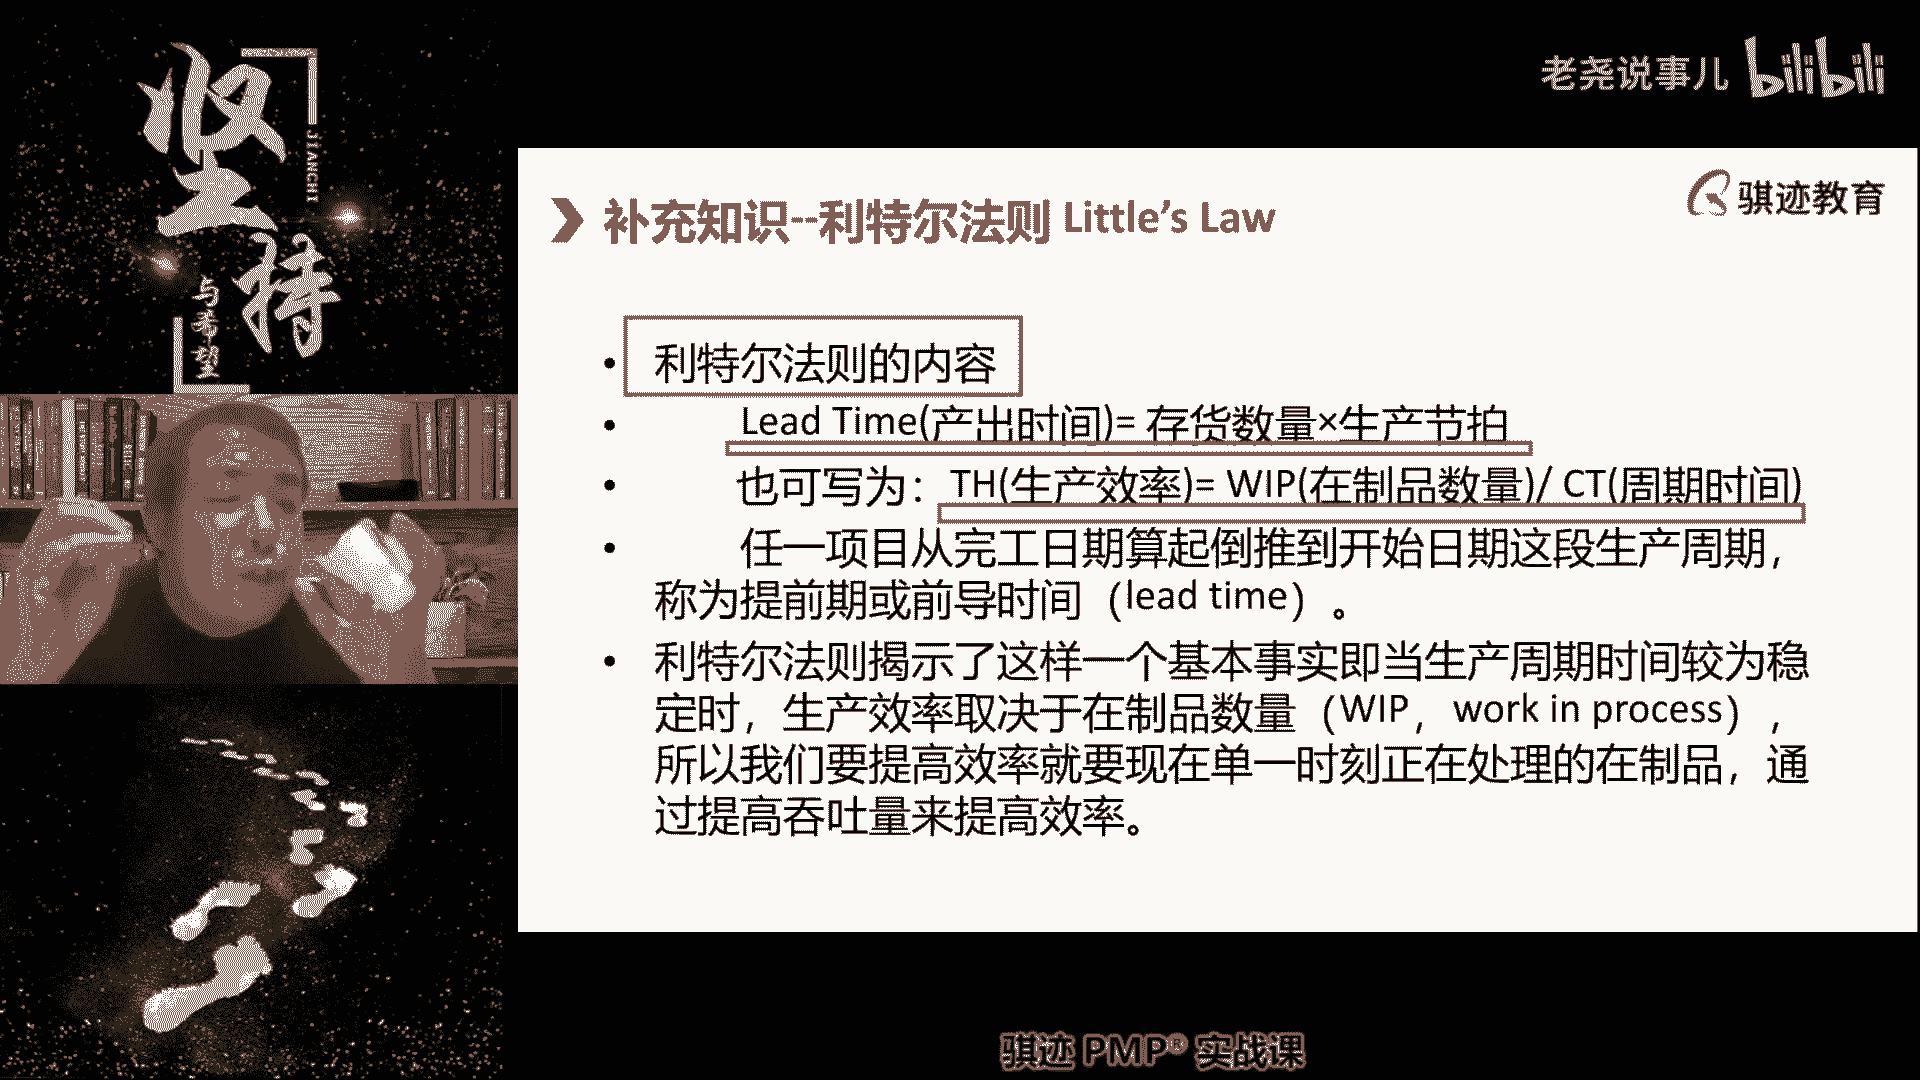 坚持
JIANCHI
与希望
老尧说事儿 bilibili
骐迹教育
补充知识--利特尔法则 Little's Law
• 利特尔法则的内容
• Lead Time(产出时间)= 存货数量×生产节拍
• 也可写为：TH(生产效率)= WIP(在制品数量)/ CT(周期时间)
• 任一项目从完工日期算起倒推到开始日期这段生产周期，
称为提前期或前导时间（lead time）。
• 利特尔法则揭示了这样一个基本事实即当生产周期时间较为稳
定时，生产效率取决于在制品数量（WIP，work in process），
所以我们要提高效率就要现在单一时刻正在处理的在制品，通
过提高吞吐量来提高效率。
骐迹 PMP® 实战课